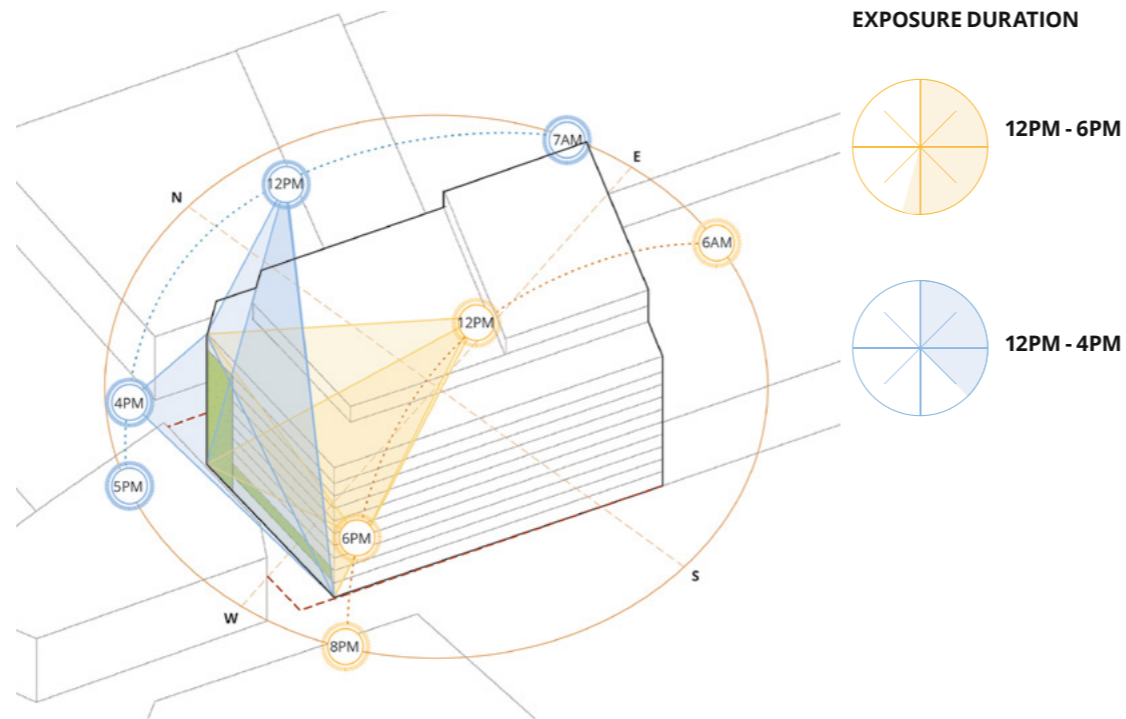 EXPOSURE DURATION
12PM - 6PM
12PM - 4PM
7AM
E
12PM
N
6AM
12PM
4PM
5PM
6PM
S
W
8PM